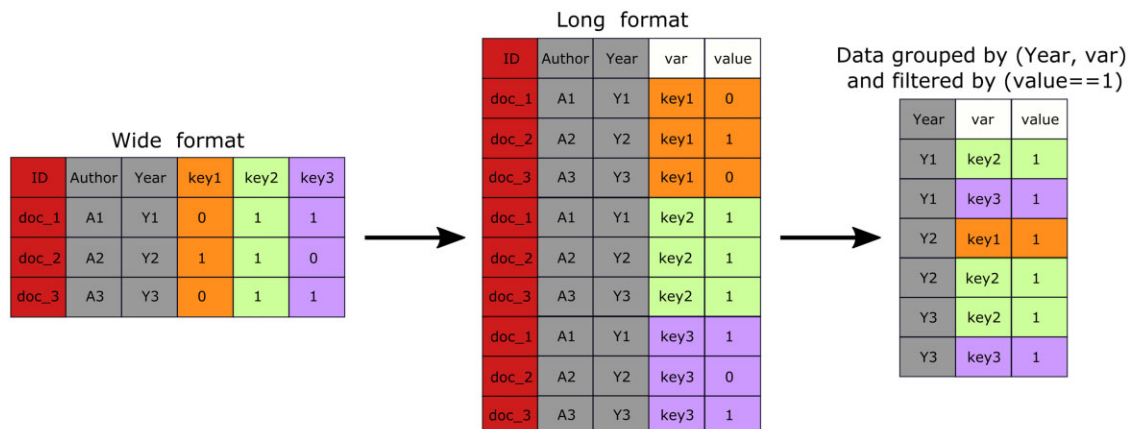 Wide format
ID Author Year key1 key2 key3
doc_1 A1 Y1 0 1 1
doc_2 A2 Y2 1 1 0
doc_3 A3 Y3 0 1 1
Long format
ID Author Year var value
doc_1 A1 Y1 key1 0
doc_2 A2 Y2 key1 1
doc_3 A3 Y3 key1 0
doc_1 A1 Y1 key2 1
doc_2 A2 Y2 key2 1
doc_3 A3 Y3 key2 1
doc_1 A1 Y1 key3 1
doc_2 A2 Y2 key3 0
doc_3 A3 Y3 key3 1
Data grouped by (Year, var)
and filtered by (value==1)
Year var value
Y1 key2 1
Y1 key3 1
Y2 key1 1
Y2 key2 1
Y3 key2 1
Y3 key3 1